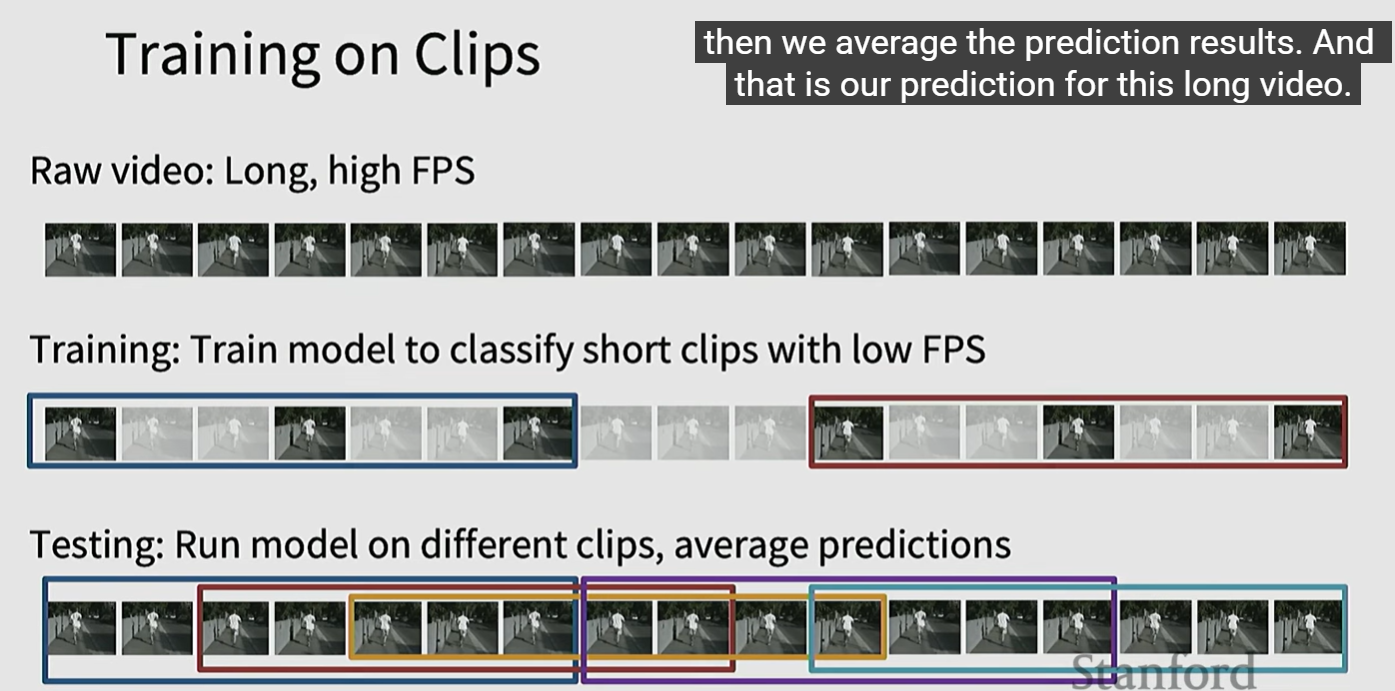 Training on Clips
then we average the prediction results. And
that is our prediction for this long video.
Raw video: Long, high FPS
Training: Train model to classify short clips with low FPS
Testing: Run model on different clips, average predictions
Stanford